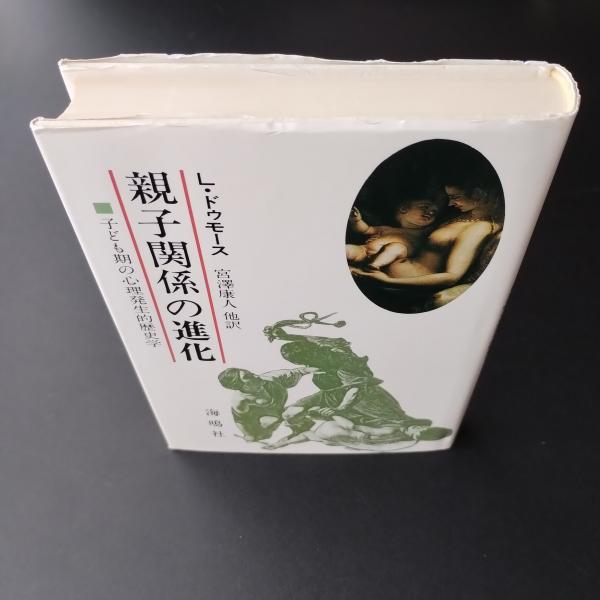 L・ドゥモース
宮澤康人 他訳
親子関係の進化
■子ども期の心理発生的歴史学
海鳴社